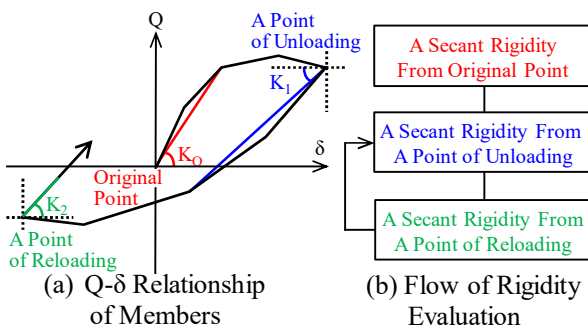 Q
A Point
of Unloading
K1
δ
KO
Original
Point
K2
A Point
of Reloading
(a) Q-δ Relationship
of Members
A Secant Rigidity
From Original Point
A Secant Rigidity From
A Point of Unloading
A Secant Rigidity From
A Point of Reloading
(b) Flow of Rigidity
Evaluation